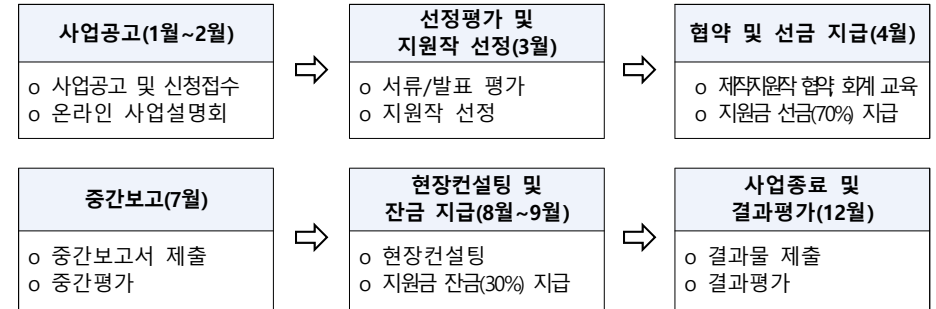 사업공고(1월~2월)
o 사업공고 및 신청접수
o 온라인 사업설명회
선정평가 및
지원작 선정(3월)
o 서류/발표 평가
o 지원작 선정
협약 및 선금 지급(4월)
o 제작지원작 협약, 회계 교육
o 지원금 선금(70%) 지급
중간보고(7월)
o 중간보고서 제출
o 중간평가
현장컨설팅 및
잔금 지급(8월~9월)
o 현장컨설팅
o 지원금 잔금(30%) 지급
사업종료 및
결과평가(12월)
o 결과물 제출
o 결과평가